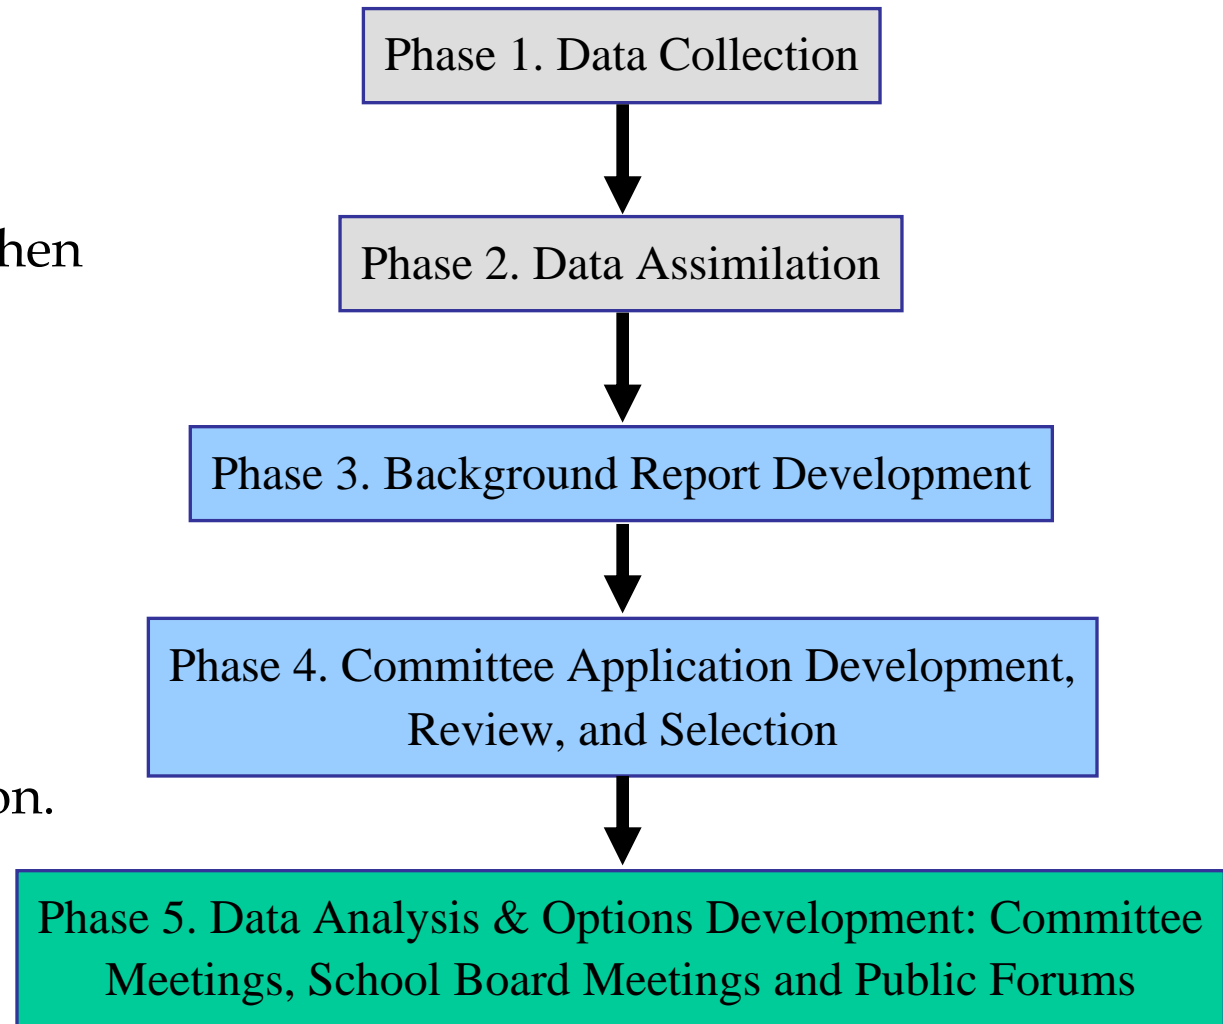 Phase 1. Data Collection
hen
Phase 2. Data Assimilation
Phase 3. Background Report Development
Phase 4. Committee Application Development,
Review, and Selection
on.
Phase 5. Data Analysis & Options Development: Committee
Meetings, School Board Meetings and Public Forums